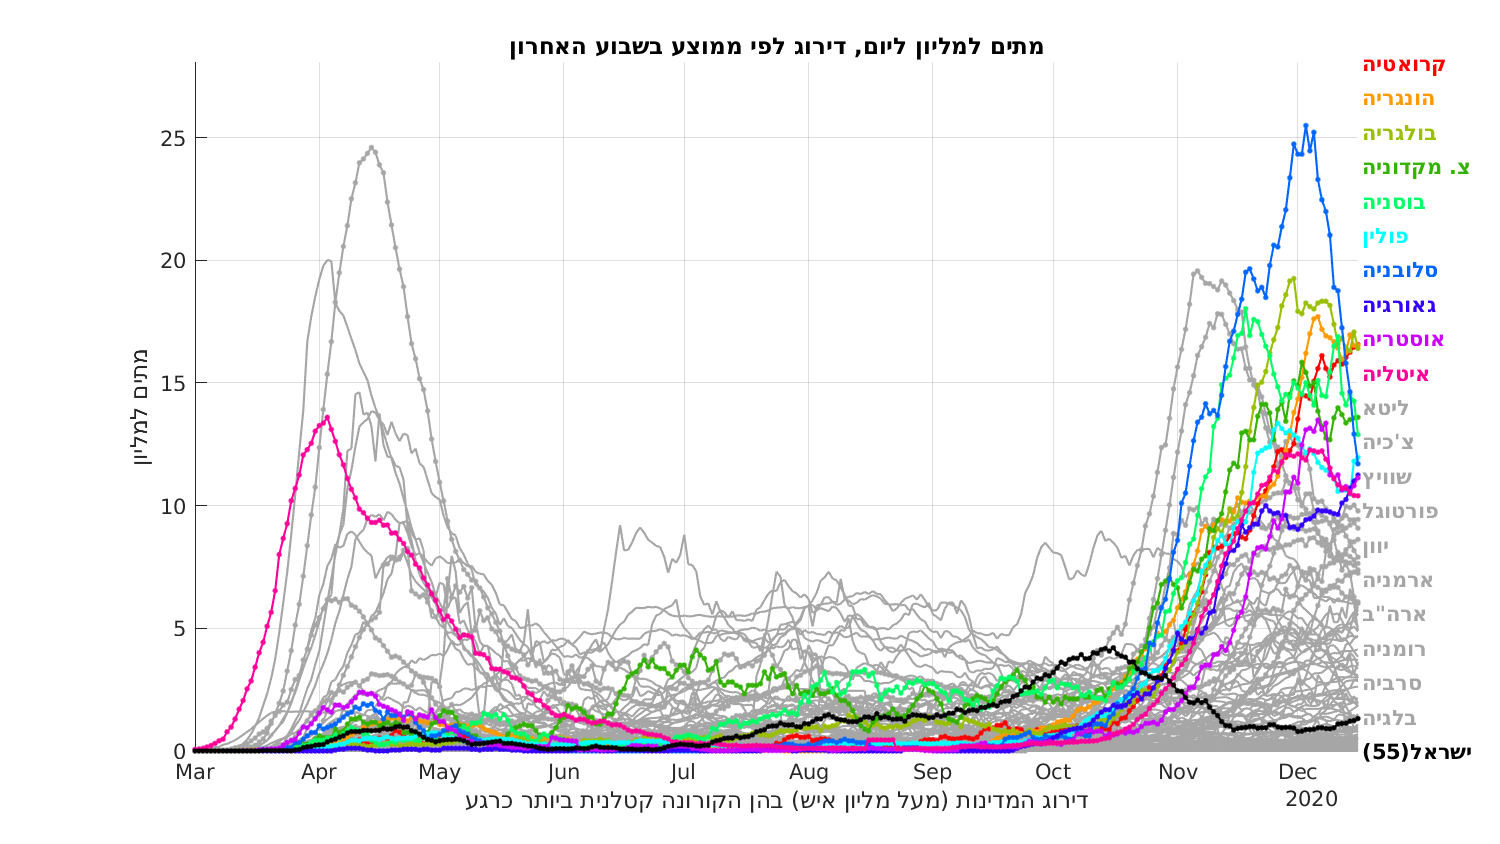 מתים למליון ליום, דירוג לפי ממוצע בשבוע האחרון
מתים למליון
25
20
15
10
5
0
Mar
Apr
May
Jun
Jul
Aug
Sep
Oct
Nov
Dec
2020
דירוג המדינות (מעל מליון איש) בהן הקורונה קטלנית ביותר כרגע
קרואטיה
הונגריה
בולגריה
צ. מקדוניה
בוסניה
פולין
סלובניה
גאורגיה
אוסטריה
איטליה
ליטא
צ'כיה
שוויץ
פורטוגל
יוון
ארמניה
ארה"ב
רומניה
סרביה
בלגיה
ישראל(55)